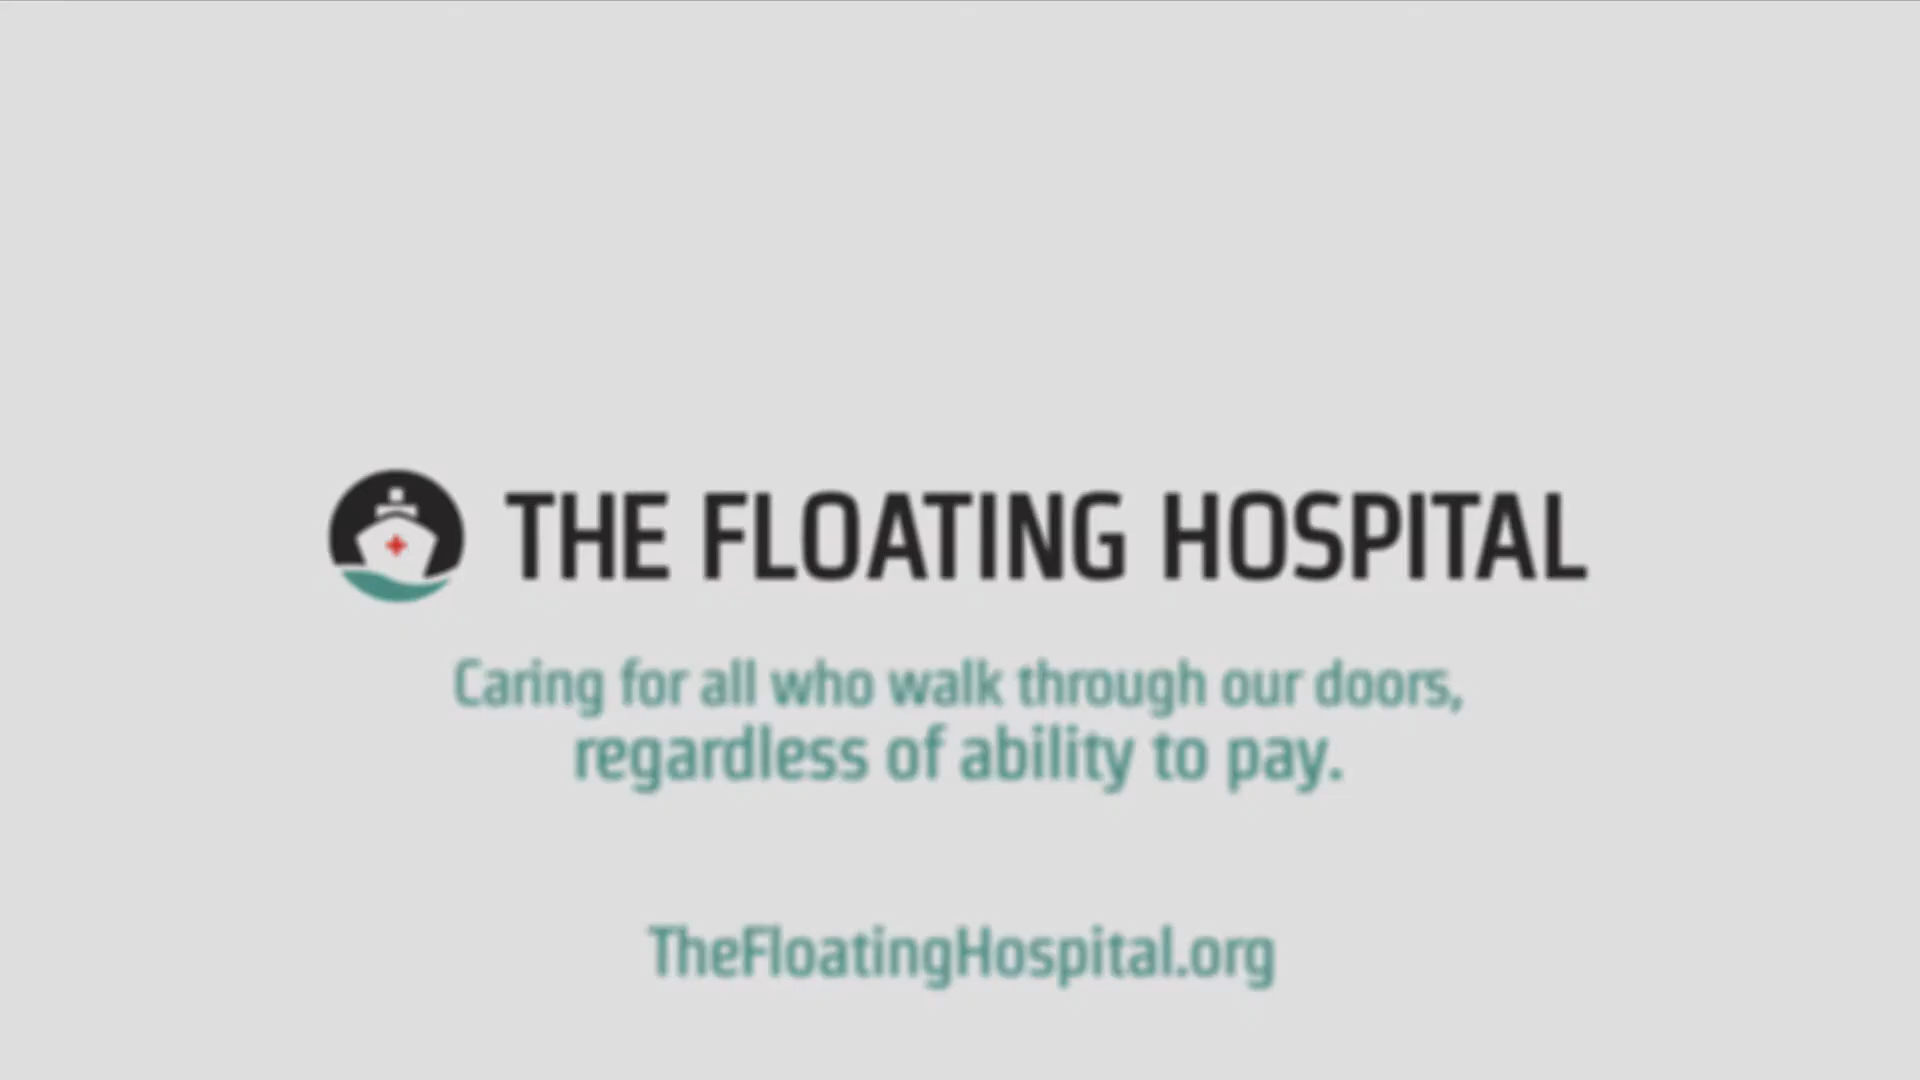 THE FLOATING HOSPITAL
Caring for all who walk through our doors,
regardless of ability to pay.
TheFloatingHospital.org